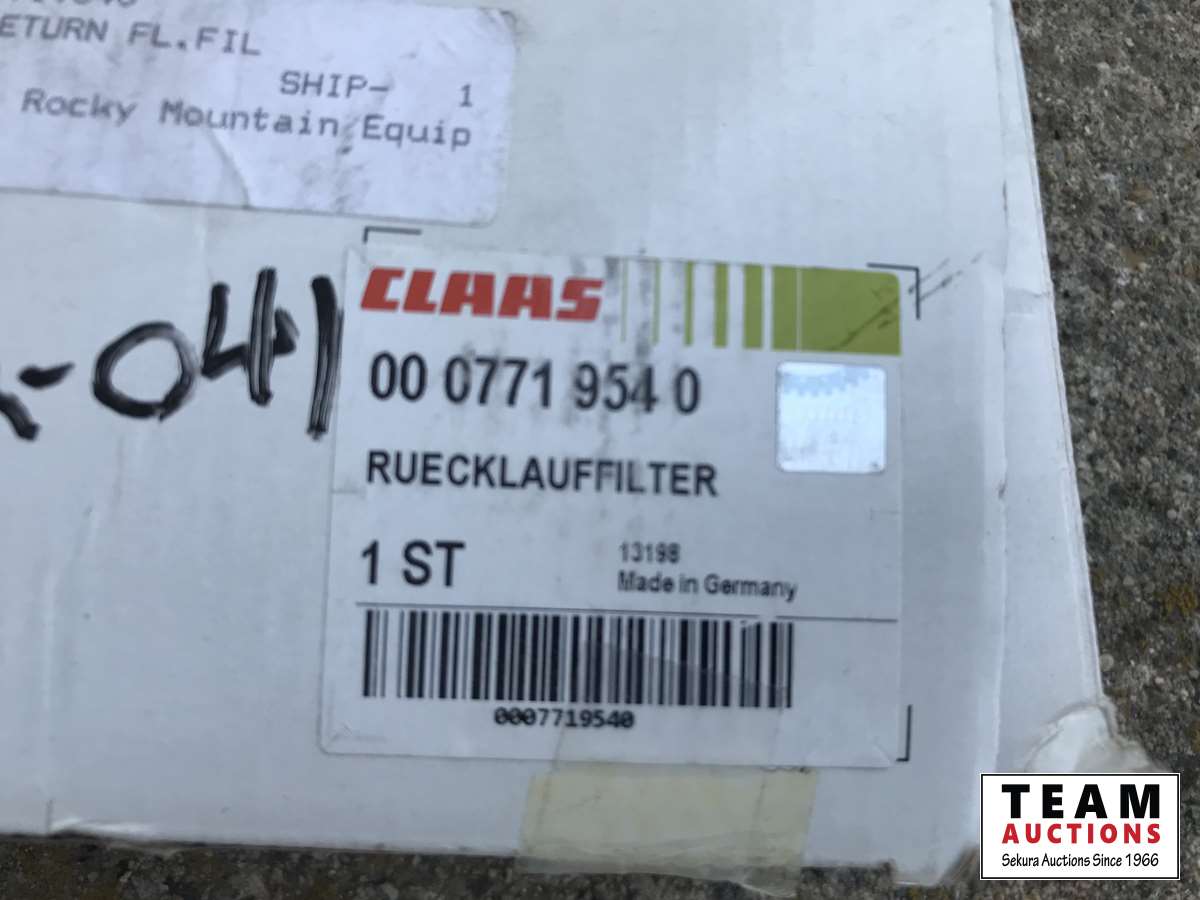 ETURN FL.FIL
SHIP- 1
Rocky Mountain Equip
-041
CLAAS
00 0771 954 0
RUECKLAUFFILTER
1 ST
13198
Made in Germany
0007719540
TEAM
AUCTIONS
Sekura Auctions Since 1966